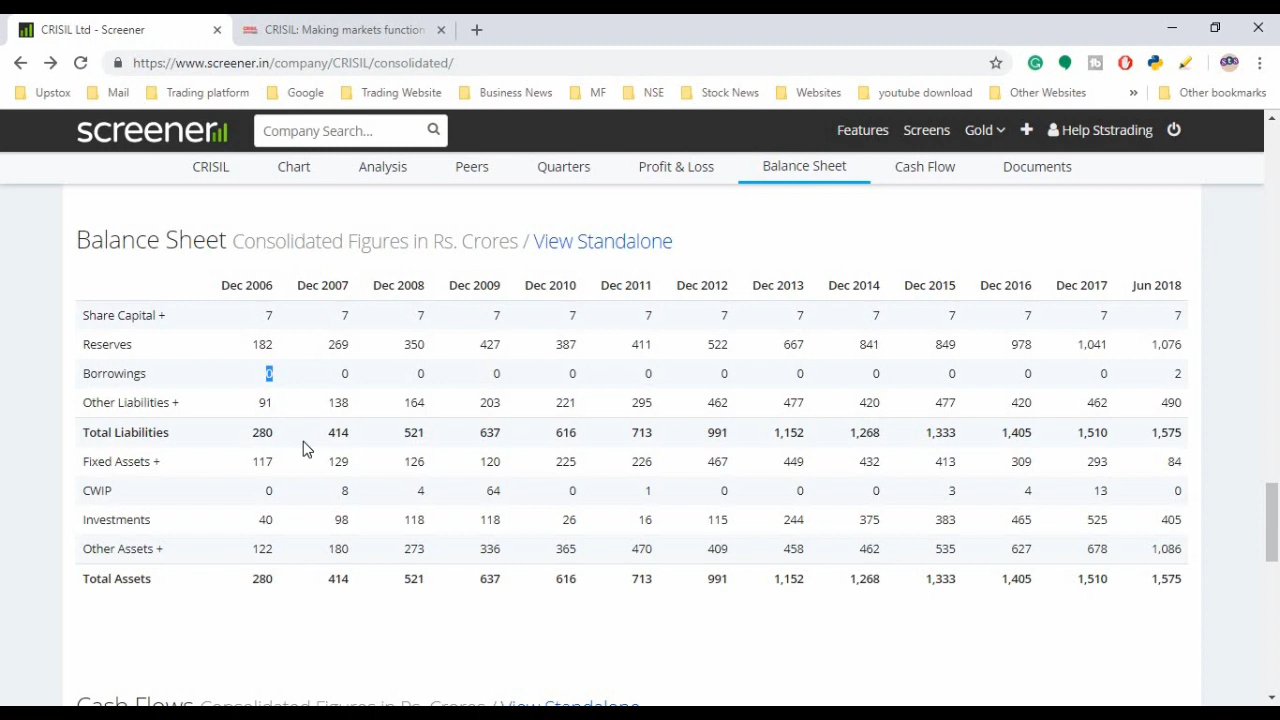 CRISIL Ltd - Screener
CRISIL: Making markets function
https://www.screener.in/company/CRISIL/consolidated/
Upstox Mail Trading platform Google Trading Website Business News MF NSE Stock News Websites youtube download Other Websites » Other bookmarks
screener Company Search... Features Screens Gold Help Ststrading
CRISIL Chart Analysis Peers Quarters Profit & Loss Balance Sheet Cash Flow Documents
Balance Sheet Consolidated Figures in Rs. Crores / View Standalone
Dec 2006 Dec 2007 Dec 2008 Dec 2009 Dec 2010 Dec 2011 Dec 2012 Dec 2013 Dec 2014 Dec 2015 Dec 2016 Dec 2017 Jun 2018
Share Capital + 7 7 7 7 7 7 7 7 7 7 7 7 7
Reserves 182 269 350 427 387 411 522 667 841 849 978 1,041 1,076
Borrowings 0 0 0 0 0 0 0 0 0 0 0 0 2
Other Liabilities + 91 138 164 203 221 295 462 477 420 477 420 462 490
Total Liabilities 280 414 521 637 616 713 991 1,152 1,268 1,333 1,405 1,510 1,575
Fixed Assets + 117 129 126 120 225 226 467 449 432 413 309 293 84
CWIP 0 8 4 64 0 1 0 0 0 3 4 13 0
Investments 40 98 118 118 26 16 115 244 375 383 465 525 405
Other Assets + 122 180 273 336 365 470 409 458 462 535 627 678 1,086
Total Assets 280 414 521 637 616 713 991 1,152 1,268 1,333 1,405 1,510 1,575
Cash Flows Consolidated Figures in Rs. Crores / View Standalone